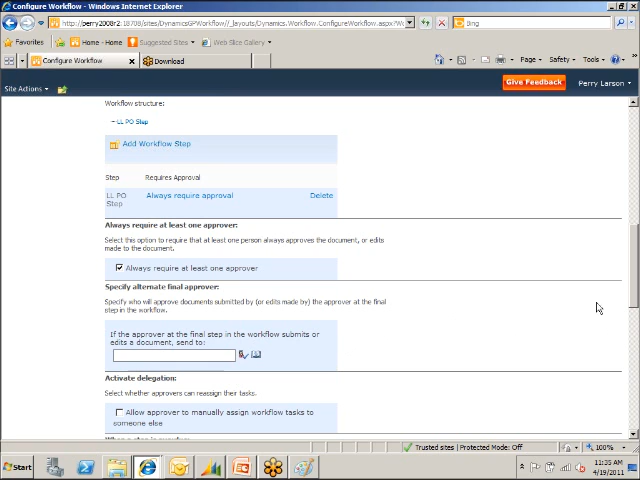 Configure Workflow - Windows Internet Explorer
http://perry2008r2:18708/sites/DynamicsGPWorkflow/_layouts/Dynamics.Workflow.ConfigureWorkflow.aspx?Wo
Bing
Favorites
Home - Home
Suggested Sites
Web Slice Gallery
Configure Workflow
Download
Page
Safety
Tools
Site Actions
Give Feedback
Perry Larson
Workflow structure:
LL PO Step
Add Workflow Step
Step Requires Approval
LL PO Step Always require approval Delete
Always require at least one approver:
Select this option to require that at least one person always approves the document, or edits
made to the document.
Always require at least one approver
Specify alternate final approver:
Specify who will approve documents submitted by (or edits made by) the approver at the final
step in the workflow.
If the approver at the final step in the workflow submits or
edits a document, send to:
Activate delegation:
Select whether approvers can reassign their tasks.
Allow approver to manually assign workflow tasks to
someone else
Trusted sites | Protected Mode: Off
100%
Start
11:35 AM
4/19/2011